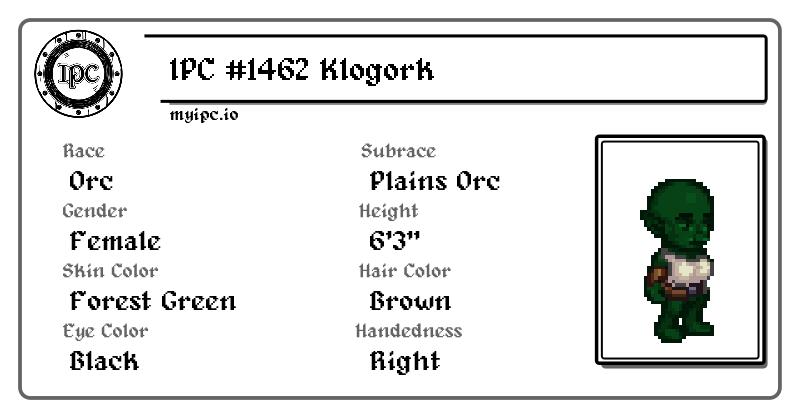 IPC
IPC #1462 Klogork
myipc.io
Race
Orc
Subrace
Plains Orc
Gender
Female
Height
6'3"
Skin Color
Forest Green
Hair Color
Brown
Eye Color
Black
Handedness
Right